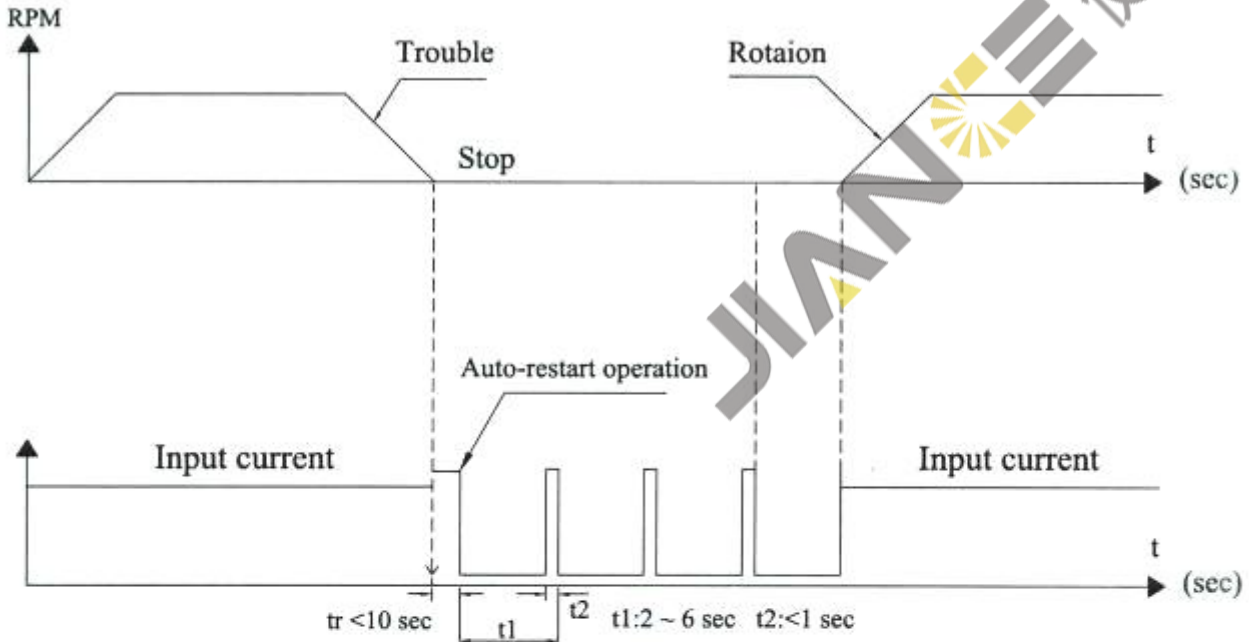 RPM
Trouble
Rotaion
Stop
t
(sec)
JIANCE
Auto-restart operation
Input current
Input current
t
(sec)
tr <10 sec
t1
t2
t1:2 ~ 6 sec t2:<1 sec